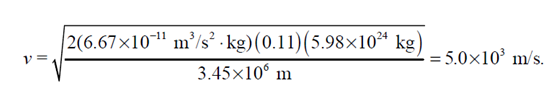 v = √(2(6.67×10⁻¹¹ m³/s² ·kg)(0.11)(5.98×10²⁴ kg) / 3.45×10⁶ m) = 5.0×10³ m/s.